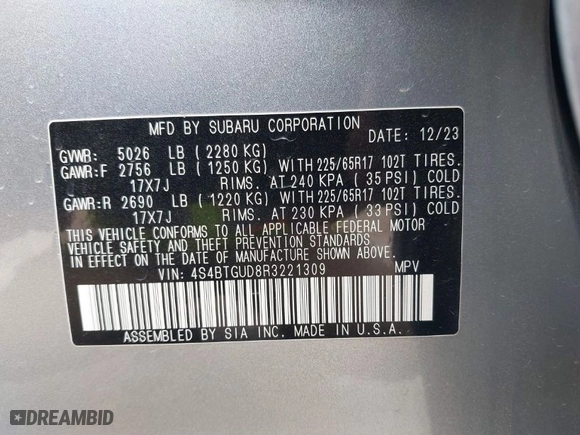 MFD BY SUBARU CORPORATION
DATE: 12/23
GVWR: 5026 LB (2280 KG)
GAWR:F 2756 LB (1250 KG) WITH 225/65R17 102T TIRES.
17X7J RIMS. AT 240 KPA (35 PSI) COLD
GAWR:R 2690 LB (1220 KG) WITH 225/65R17 102T TIRES.
17X7J RIMS. AT 230 KPA (33 PSI) COLD
THIS VEHICLE CONFORMS TO ALL APPLICABLE FEDERAL MOTOR
VEHICLE SAFETY AND THEFT PREVENTION STANDARDS
IN EFFECT ON THE DATE OF MANUFACTURE SHOWN ABOVE.
VIN: 4S4BTGUD8R3221309 MPV
ASSEMBLED BY SIA INC. MADE IN U.S.A.
DREAMBID